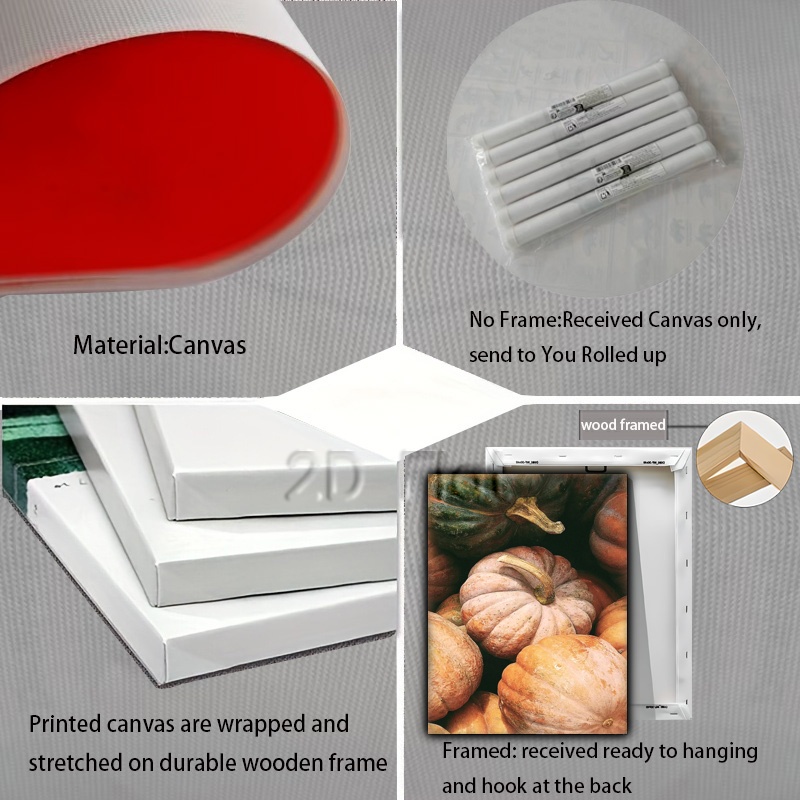 Material:Canvas
No Frame:Received Canvas only,
send to You Rolled up
wood framed
2D
Printed canvas are wrapped and
stretched on durable wooden frame
Framed: received ready to hanging
and hook at the back